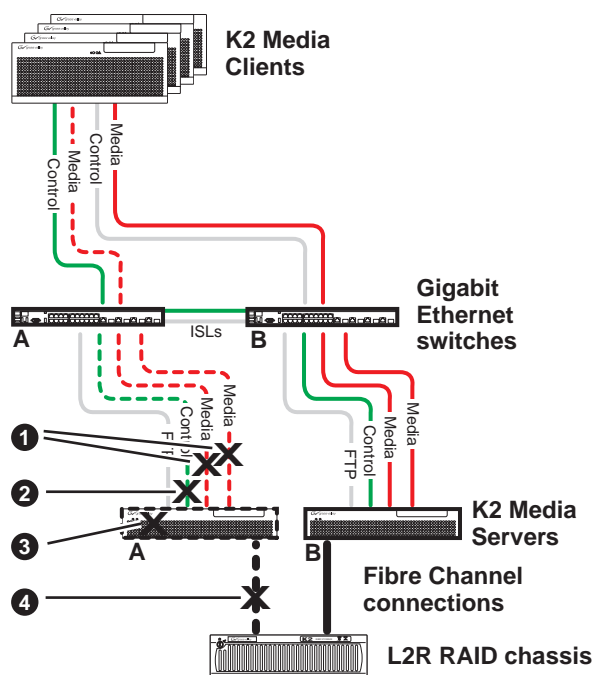 K2 Media
Clients
Control
Media
Control
Media
Gigabit
Ethernet
switches
A
ISLs
B
FTP
Control
Media
Media
FTP
Control
Media
Media
1
2
3
4
A
B
K2 Media
Servers
Fibre Channel
connections
K2
L2R RAID chassis